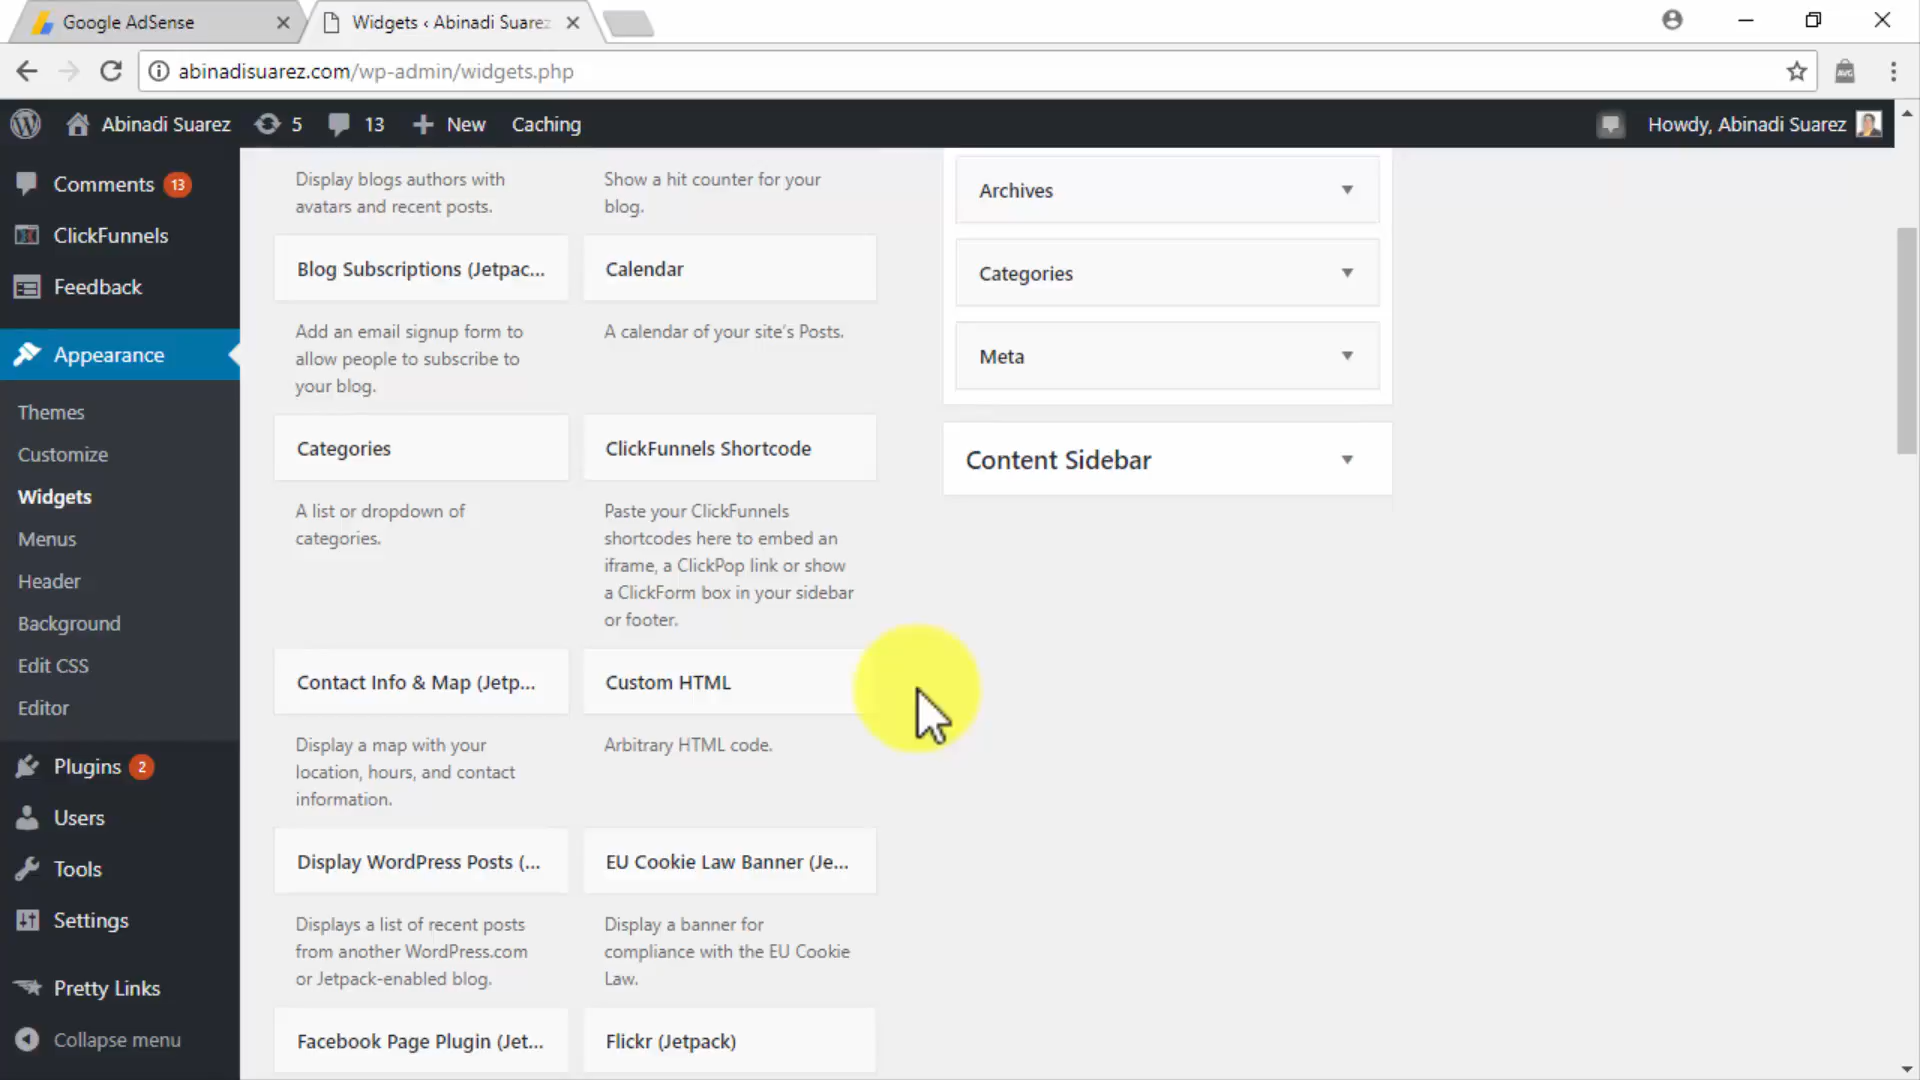 Google AdSense
Widgets ‹ Abinadi Suarez
abinadisuarez.com/wp-admin/widgets.php
AVG
Abinadi Suarez
5
13
New
Caching
Howdy, Abinadi Suarez
Comments 13
ClickFunnels
Feedback
Appearance
Themes
Customize
Widgets
Menus
Header
Background
Edit CSS
Editor
Plugins 2
Users
Tools
Settings
Pretty Links
Collapse menu
Display blogs authors with
avatars and recent posts.
Show a hit counter for your
blog.
Blog Subscriptions (Jetpac...
Calendar
Add an email signup form to
allow people to subscribe to
your blog.
A calendar of your site's Posts.
Categories
ClickFunnels Shortcode
A list or dropdown of
categories.
Paste your ClickFunnels
shortcodes here to embed an
iframe, a ClickPop link or show
a ClickForm box in your sidebar
or footer.
Contact Info & Map (Jetp...
Custom HTML
Display a map with your
location, hours, and contact
information.
Arbitrary HTML code.
Display WordPress Posts (...
EU Cookie Law Banner (Je...
Displays a list of recent posts
from another WordPress.com
or Jetpack-enabled blog.
Display a banner for
compliance with the EU Cookie
Law.
Facebook Page Plugin (Jet...
Flickr (Jetpack)
Archives
Categories
Meta
Content Sidebar